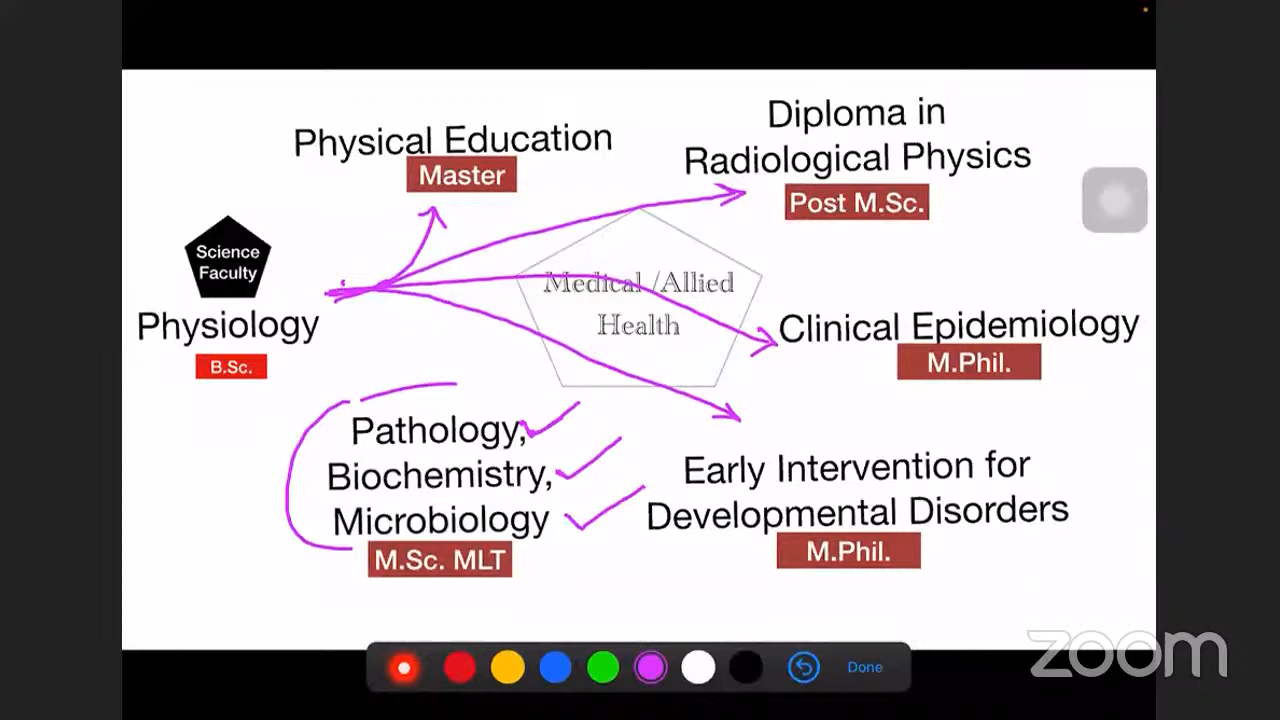 Physical Education
Master
Diploma in
Radiological Physics
Post M.Sc.
Science
Faculty
Physiology
B.Sc.
Medical /Allied
Health
Clinical Epidemiology
M.Phil.
Pathology,
Biochemistry,
Microbiology
M.Sc. MLT
Early Intervention for
Developmental Disorders
M.Phil.
zoom
Done